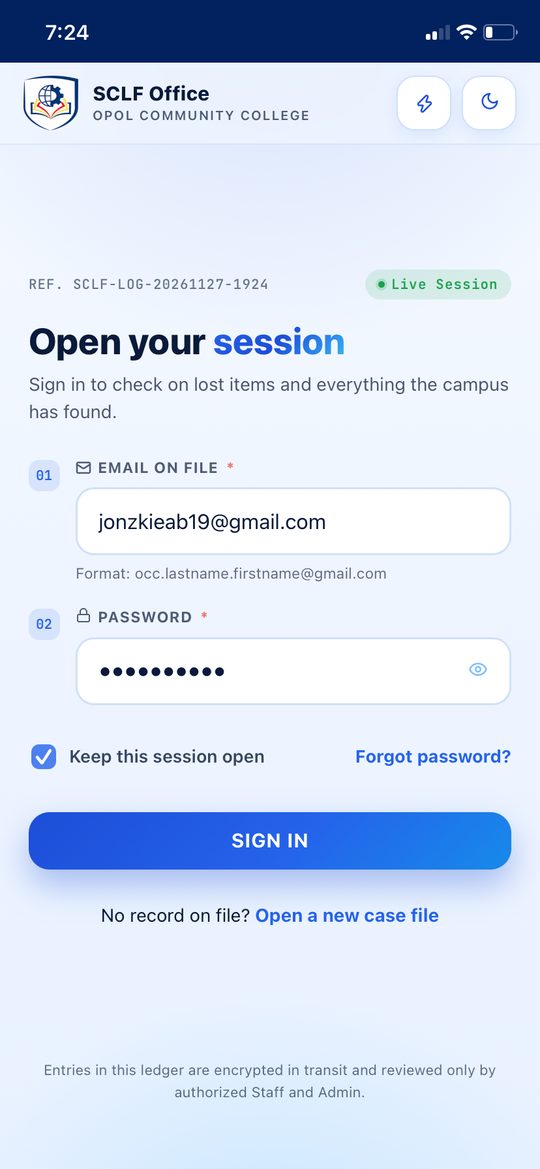 7:24
SCLF Office
OPOL COMMUNITY COLLEGE
REF. SCLF-LOG-20261127-1924
Live Session
Open your session
Sign in to check on lost items and everything the campus
has found.
01
EMAIL ON FILE *
jonzkieab19@gmail.com
Format: occ.lastname.firstname@gmail.com
02
PASSWORD *
●●●●●●●●●●
Keep this session open
Forgot password?
SIGN IN
No record on file? Open a new case file
Entries in this ledger are encrypted in transit and reviewed only by
authorized Staff and Admin.